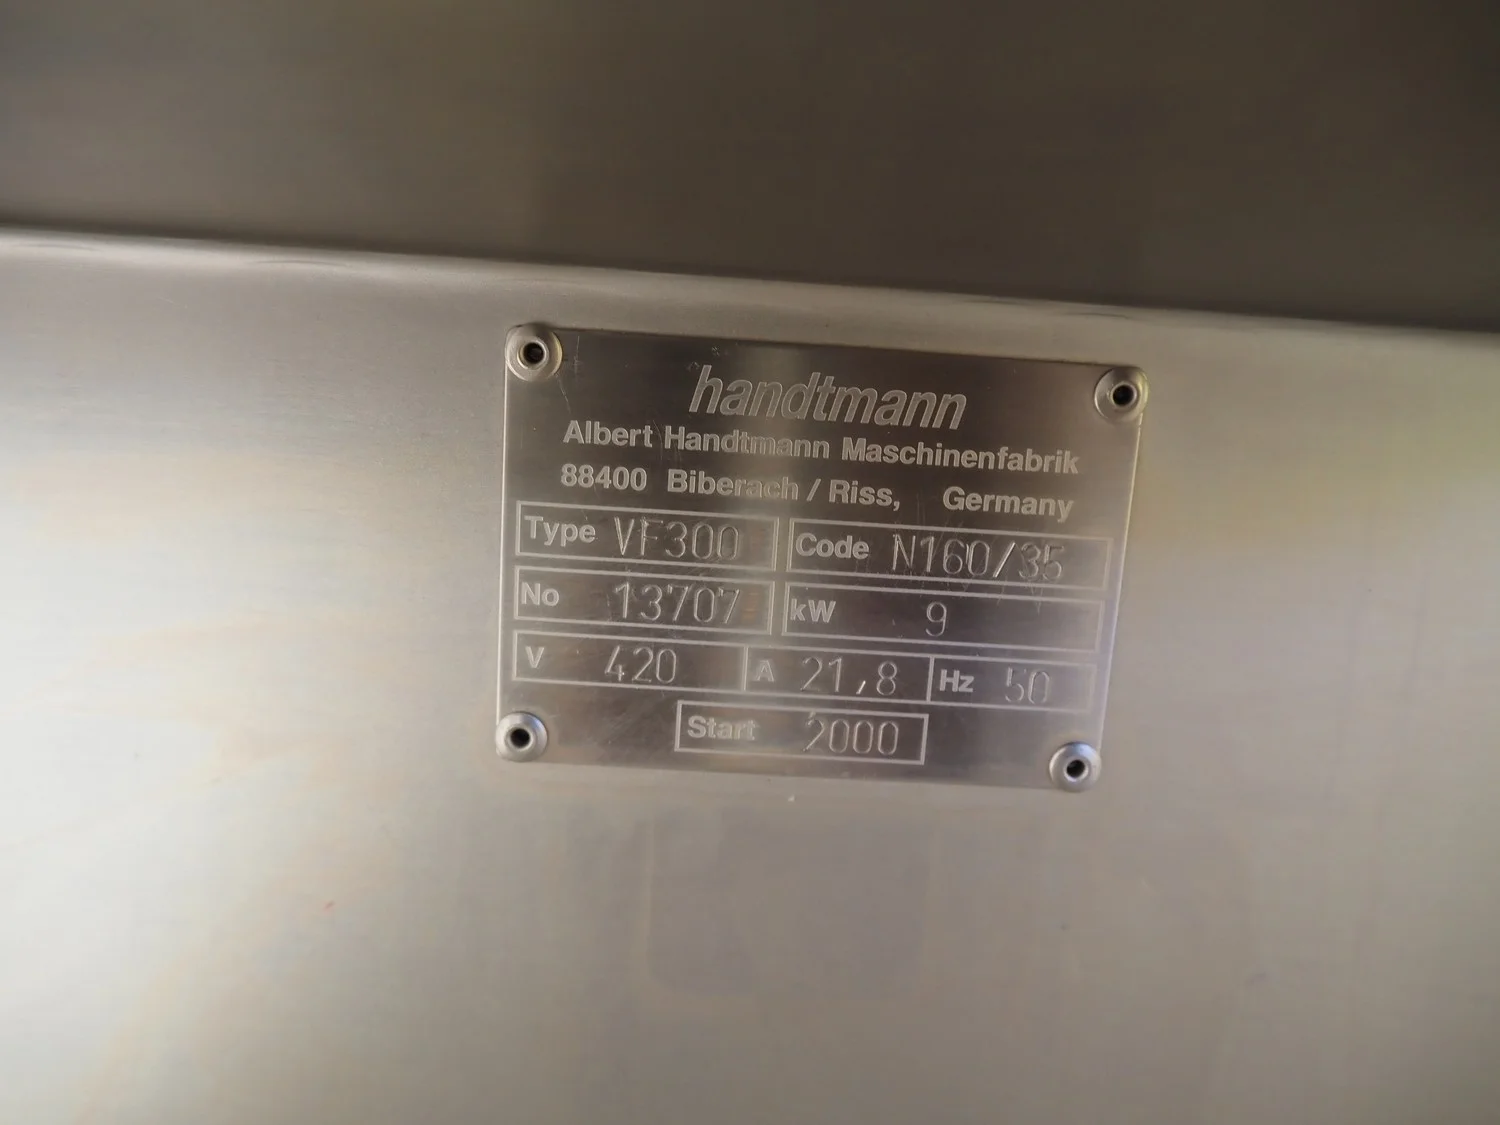 handtmann
Albert Handtmann Maschinenfabrik
88400 Biberach / Riss, Germany
Type VF300 Code N160/35
No 13707 kW 9
V 420 A 21,8 Hz 50
Start 2000